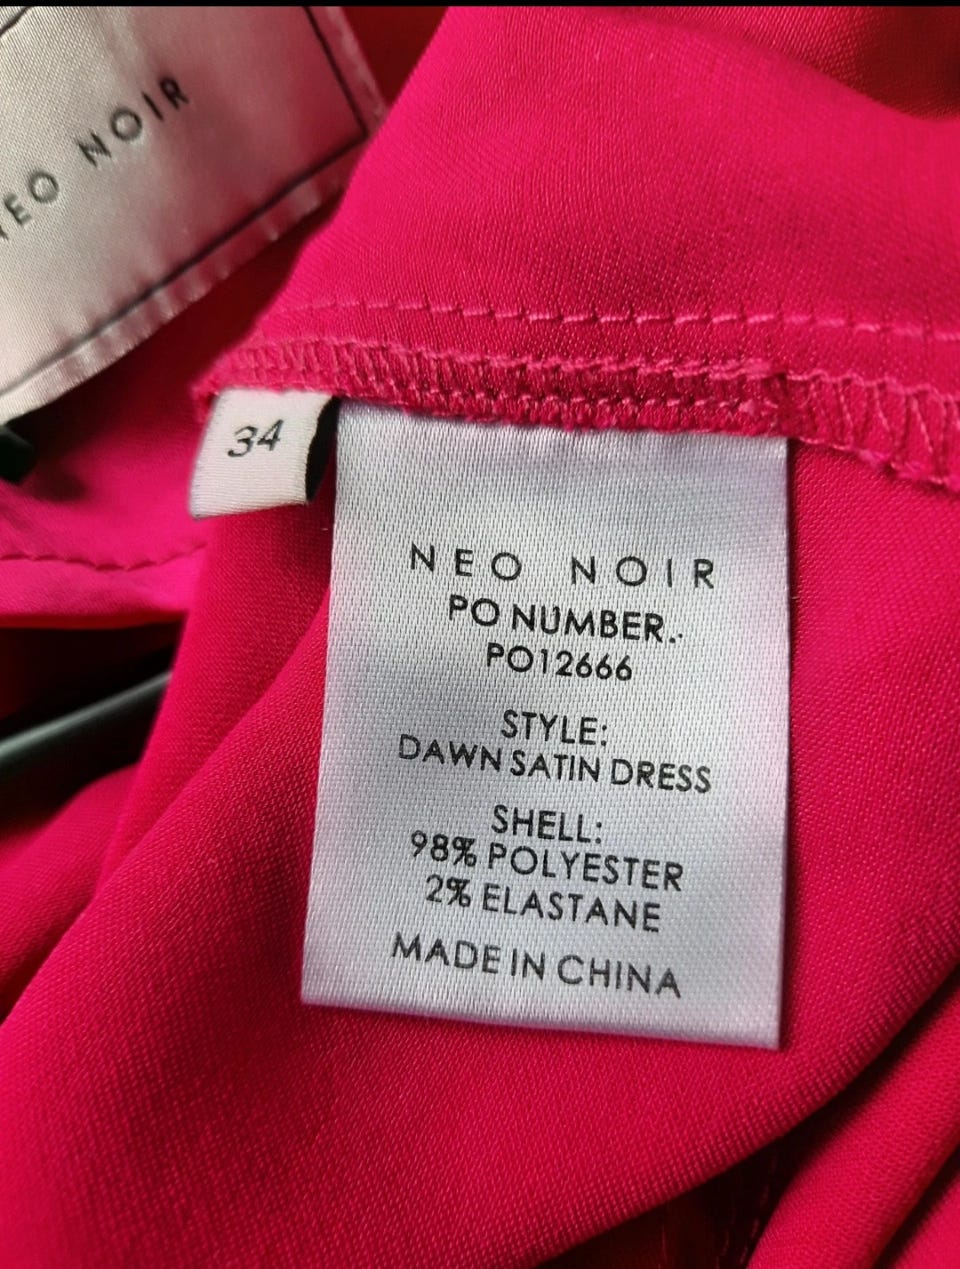 NEO NOIR
34
NEO NOIR
PO NUMBER.:
PO12666
STYLE:
DAWN SATIN DRESS
SHELL:
98% POLYESTER
2% ELASTANE
MADE IN CHINA